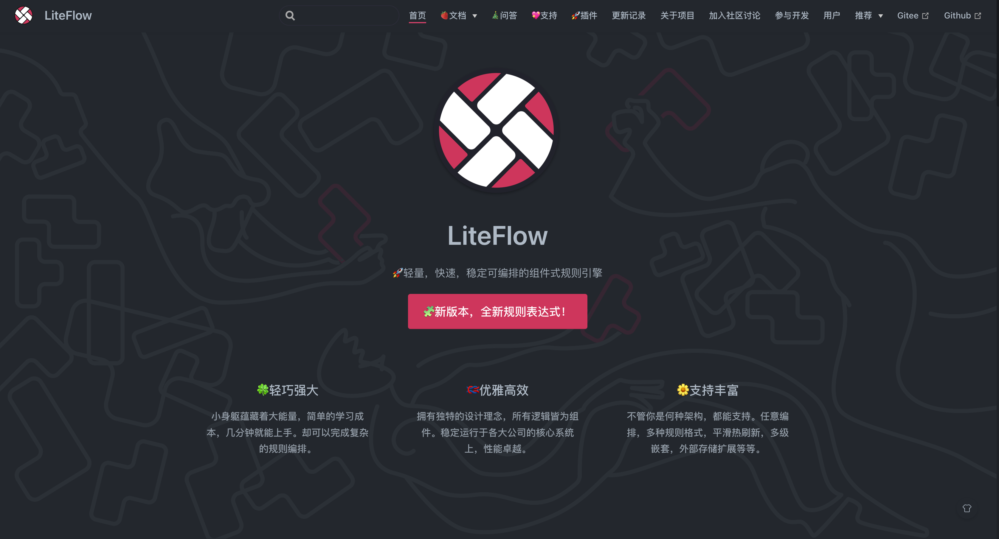 LiteFlow
首页 🍓文档 🎄问答 💖支持 🚀插件 更新记录 关于项目 加入社区讨论 参与开发 用户 推荐 Gitee Github
LiteFlow
🚀轻量，快速，稳定可编排的组件式规则引擎
🧩新版本，全新规则表达式！
🍀轻巧强大
小身躯蕴藏着大能量，简单的学习成
本，几分钟就能上手。却可以完成复杂
的规则编排。
🪢优雅高效
拥有独特的设计理念，所有逻辑皆为组
件。稳定运行于各大公司的核心系统
上，性能卓越。
🌼支持丰富
不管你是何种架构，都能支持。任意编
排，多种规则格式，平滑热刷新，多级
嵌套，外部存储扩展等等。